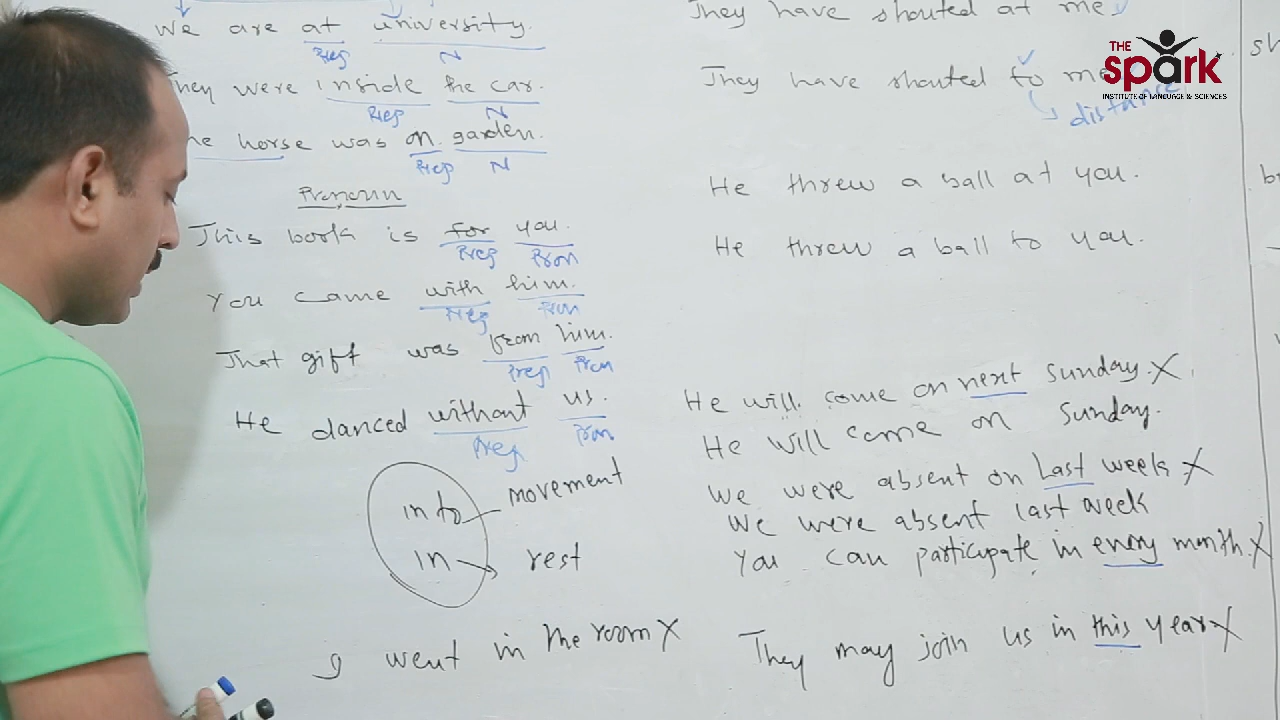 We are at university.
Prep N
They were inside the car.
Prep N
he horse was on garden.
Prep N
Pronoun
This book is for you.
Prep Pron
You came with him.
Prep Pron
That gift was from him.
Prep Pron
He danced without us.
Prep Pron
into movement
in rest
I went in the room X
They have shouted at me.
They have shouted to me
distance
He threw a ball at you.
He threw a ball to you.
He will come on next Sunday. X
He will come on Sunday.
We were absent on Last week X
We were absent last week
You can participate in every month. X
They may join us in this year X
THE
spark
INSTITUTE OF LANGUAGE & SCIENCES